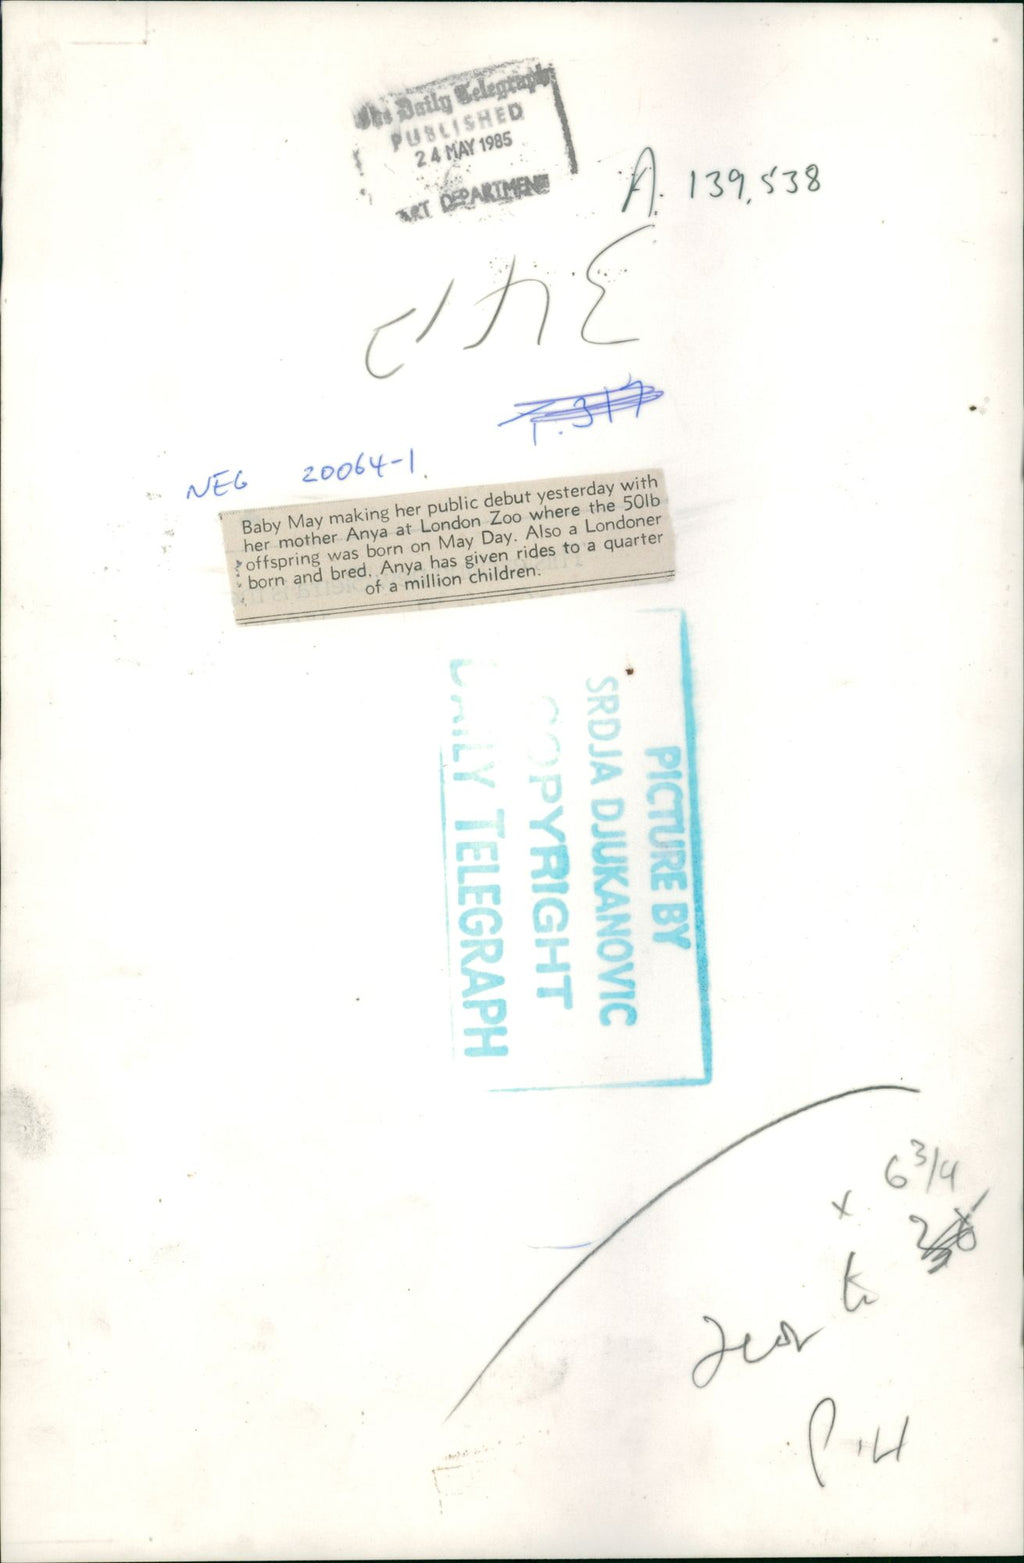 The Daily Telegraph
PUBLISHED
24 MAY 1985
ART DEPARTMENT
A. 139,538
NEG 20064-1.
Baby May making her public debut yesterday with
her mother Anya at London Zoo where the 50lb
offspring was born on May Day. Also a Londoner
born and bred, Anya has given rides to a quarter
of a million children.
PICTURE BY
SRDJA DJUKANOVIC
COPYRIGHT
DAILY TELEGRAPH
x 6 3/4